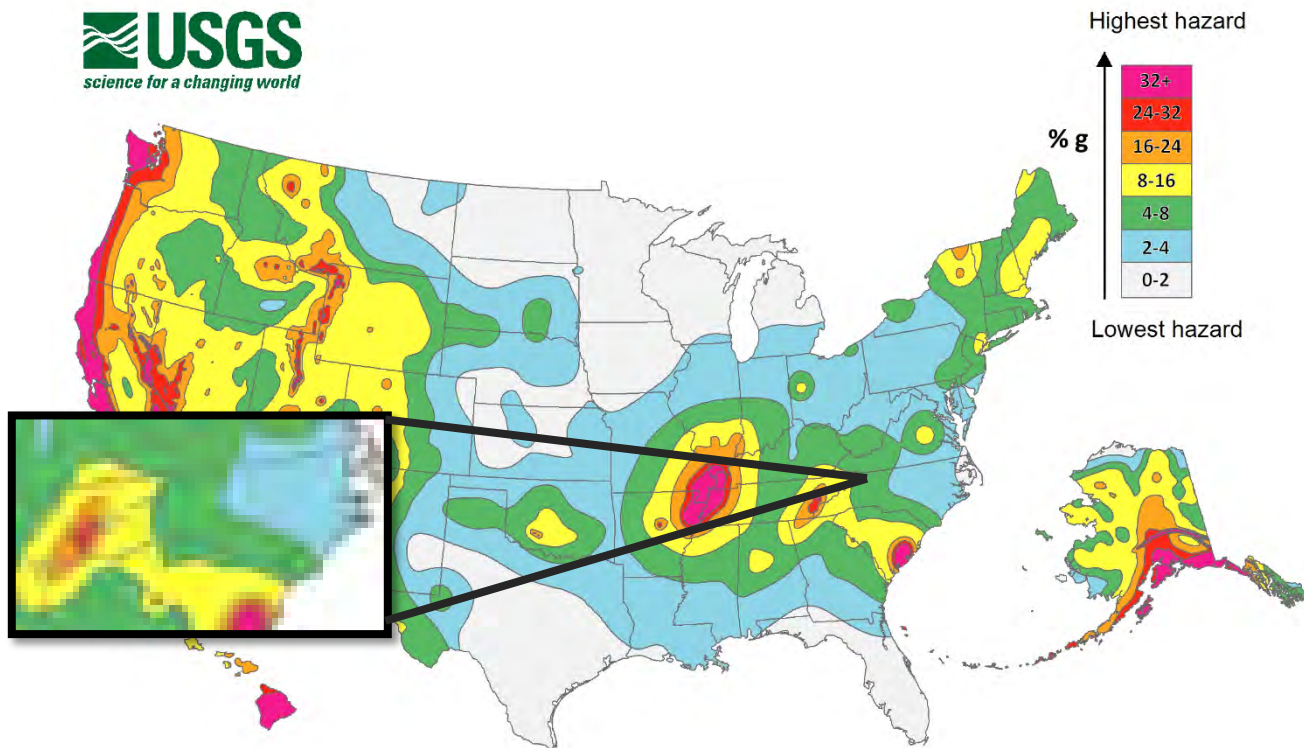 USGS
science for a changing world
Highest hazard
% g
32+
24-32
16-24
8-16
4-8
2-4
0-2
Lowest hazard